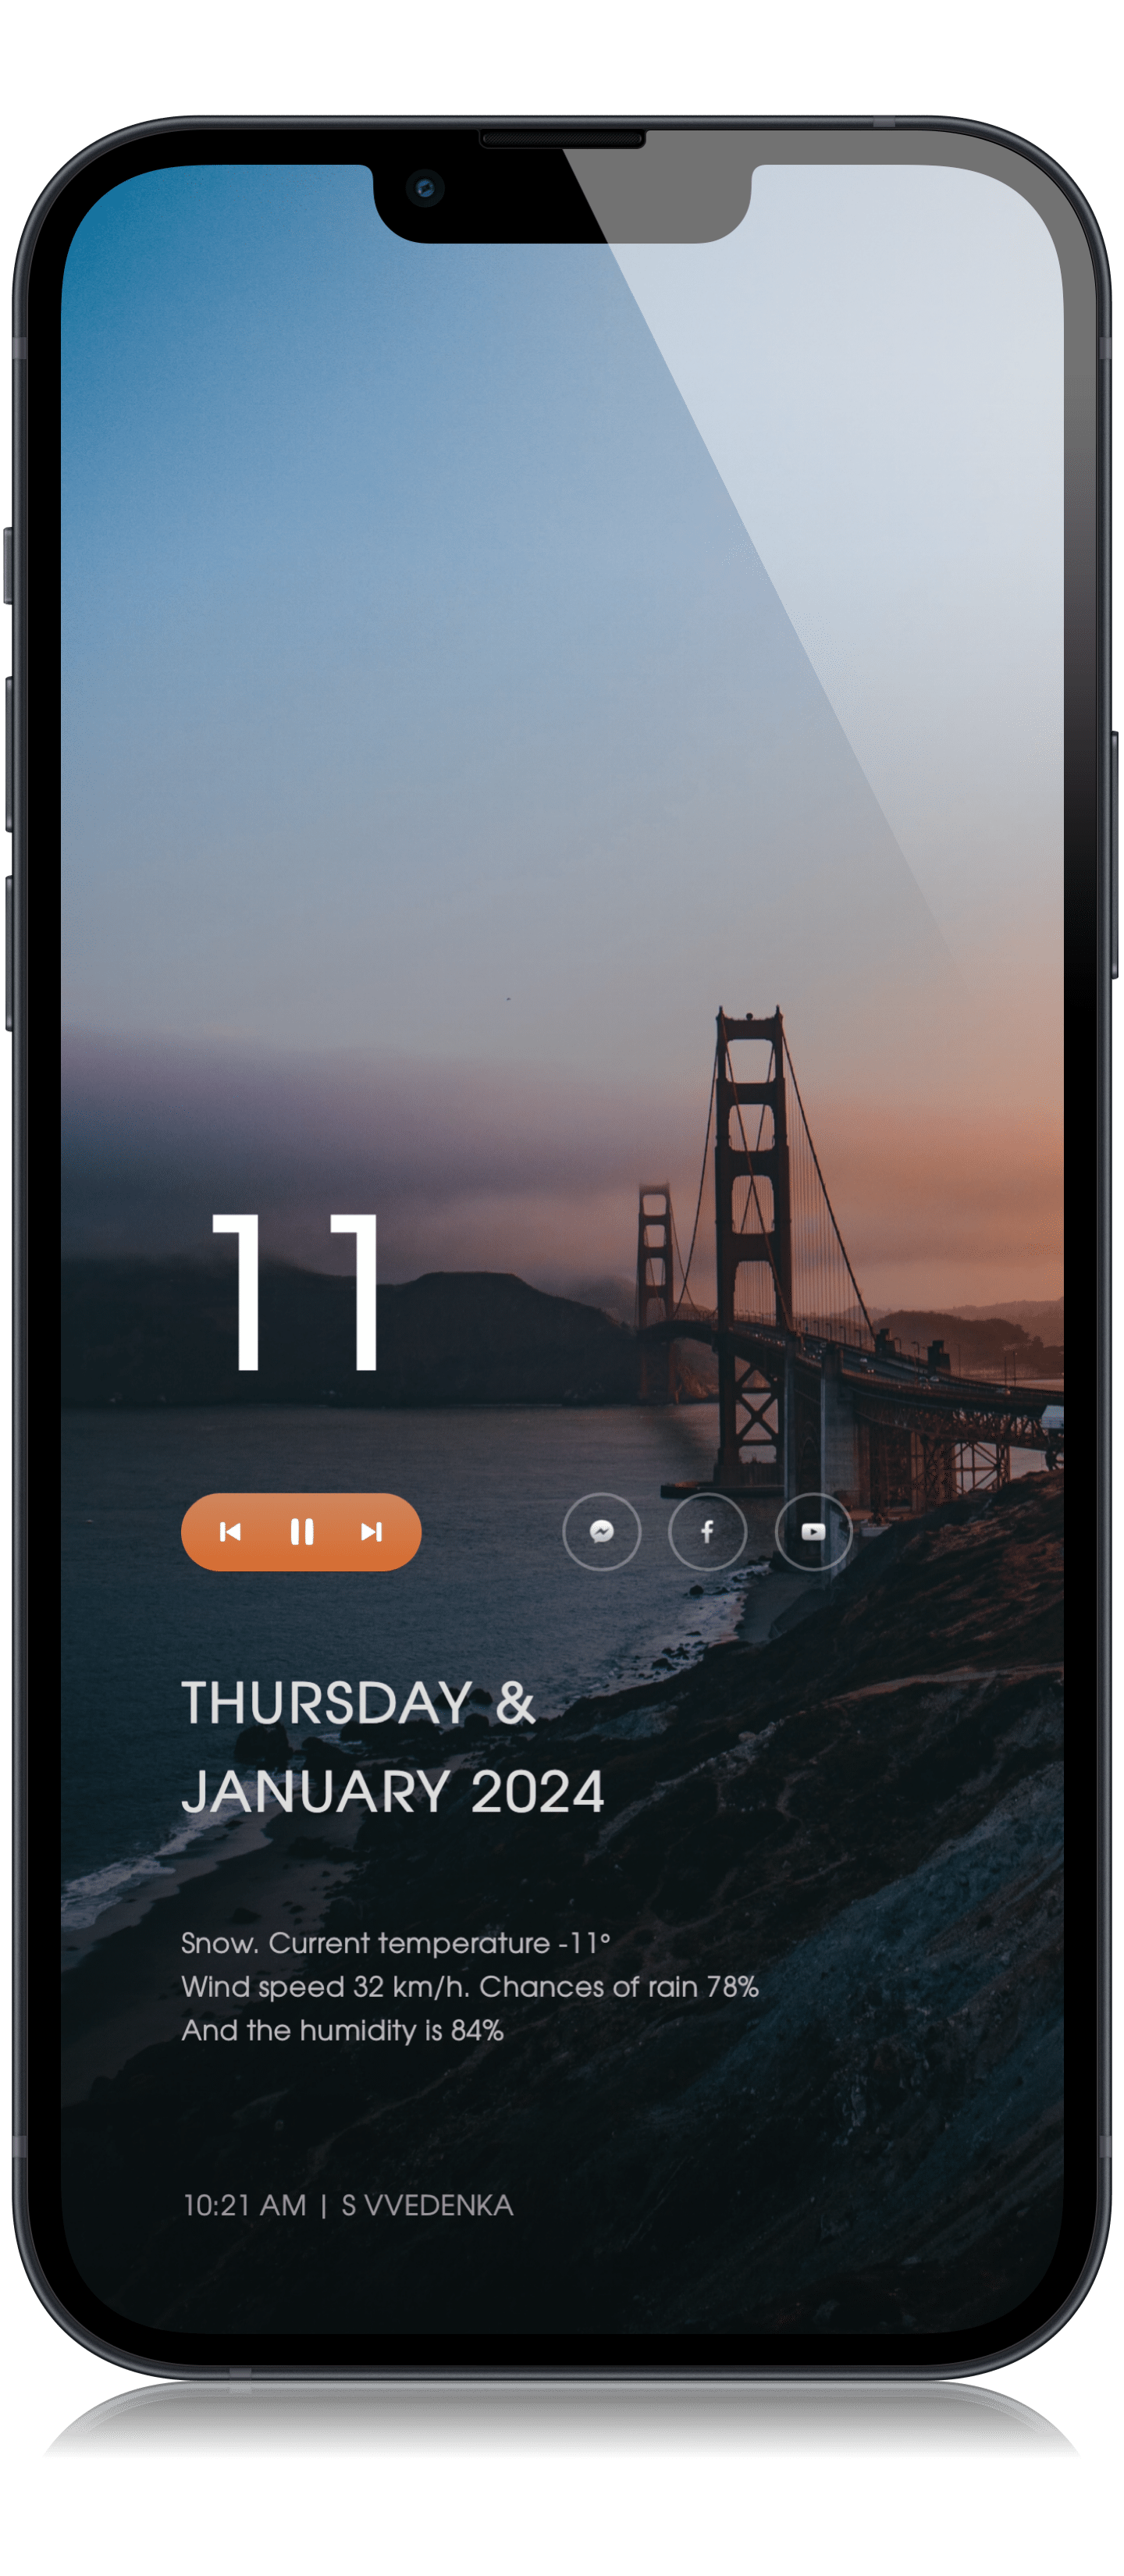 11
THURSDAY &
JANUARY 2024
Snow. Current temperature -11°
Wind speed 32 km/h. Chances of rain 78%
And the humidity is 84%
10:21 AM | S VVEDENKA